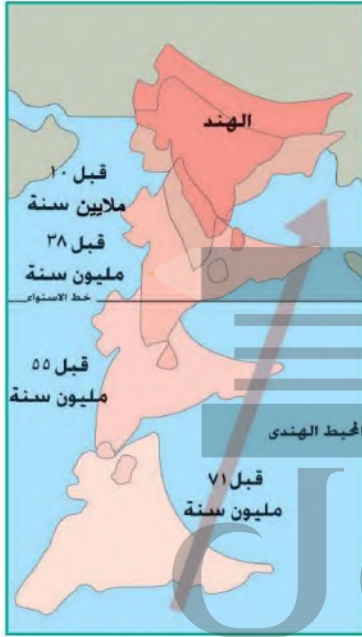 الهند
قبل ١٠
ملايين سنة
قبل ٣٨
مليون سنة
خط الاستواء
قبل ٥٥
مليون سنة
المحيط الهندى
قبل ٧١
مليون سنة